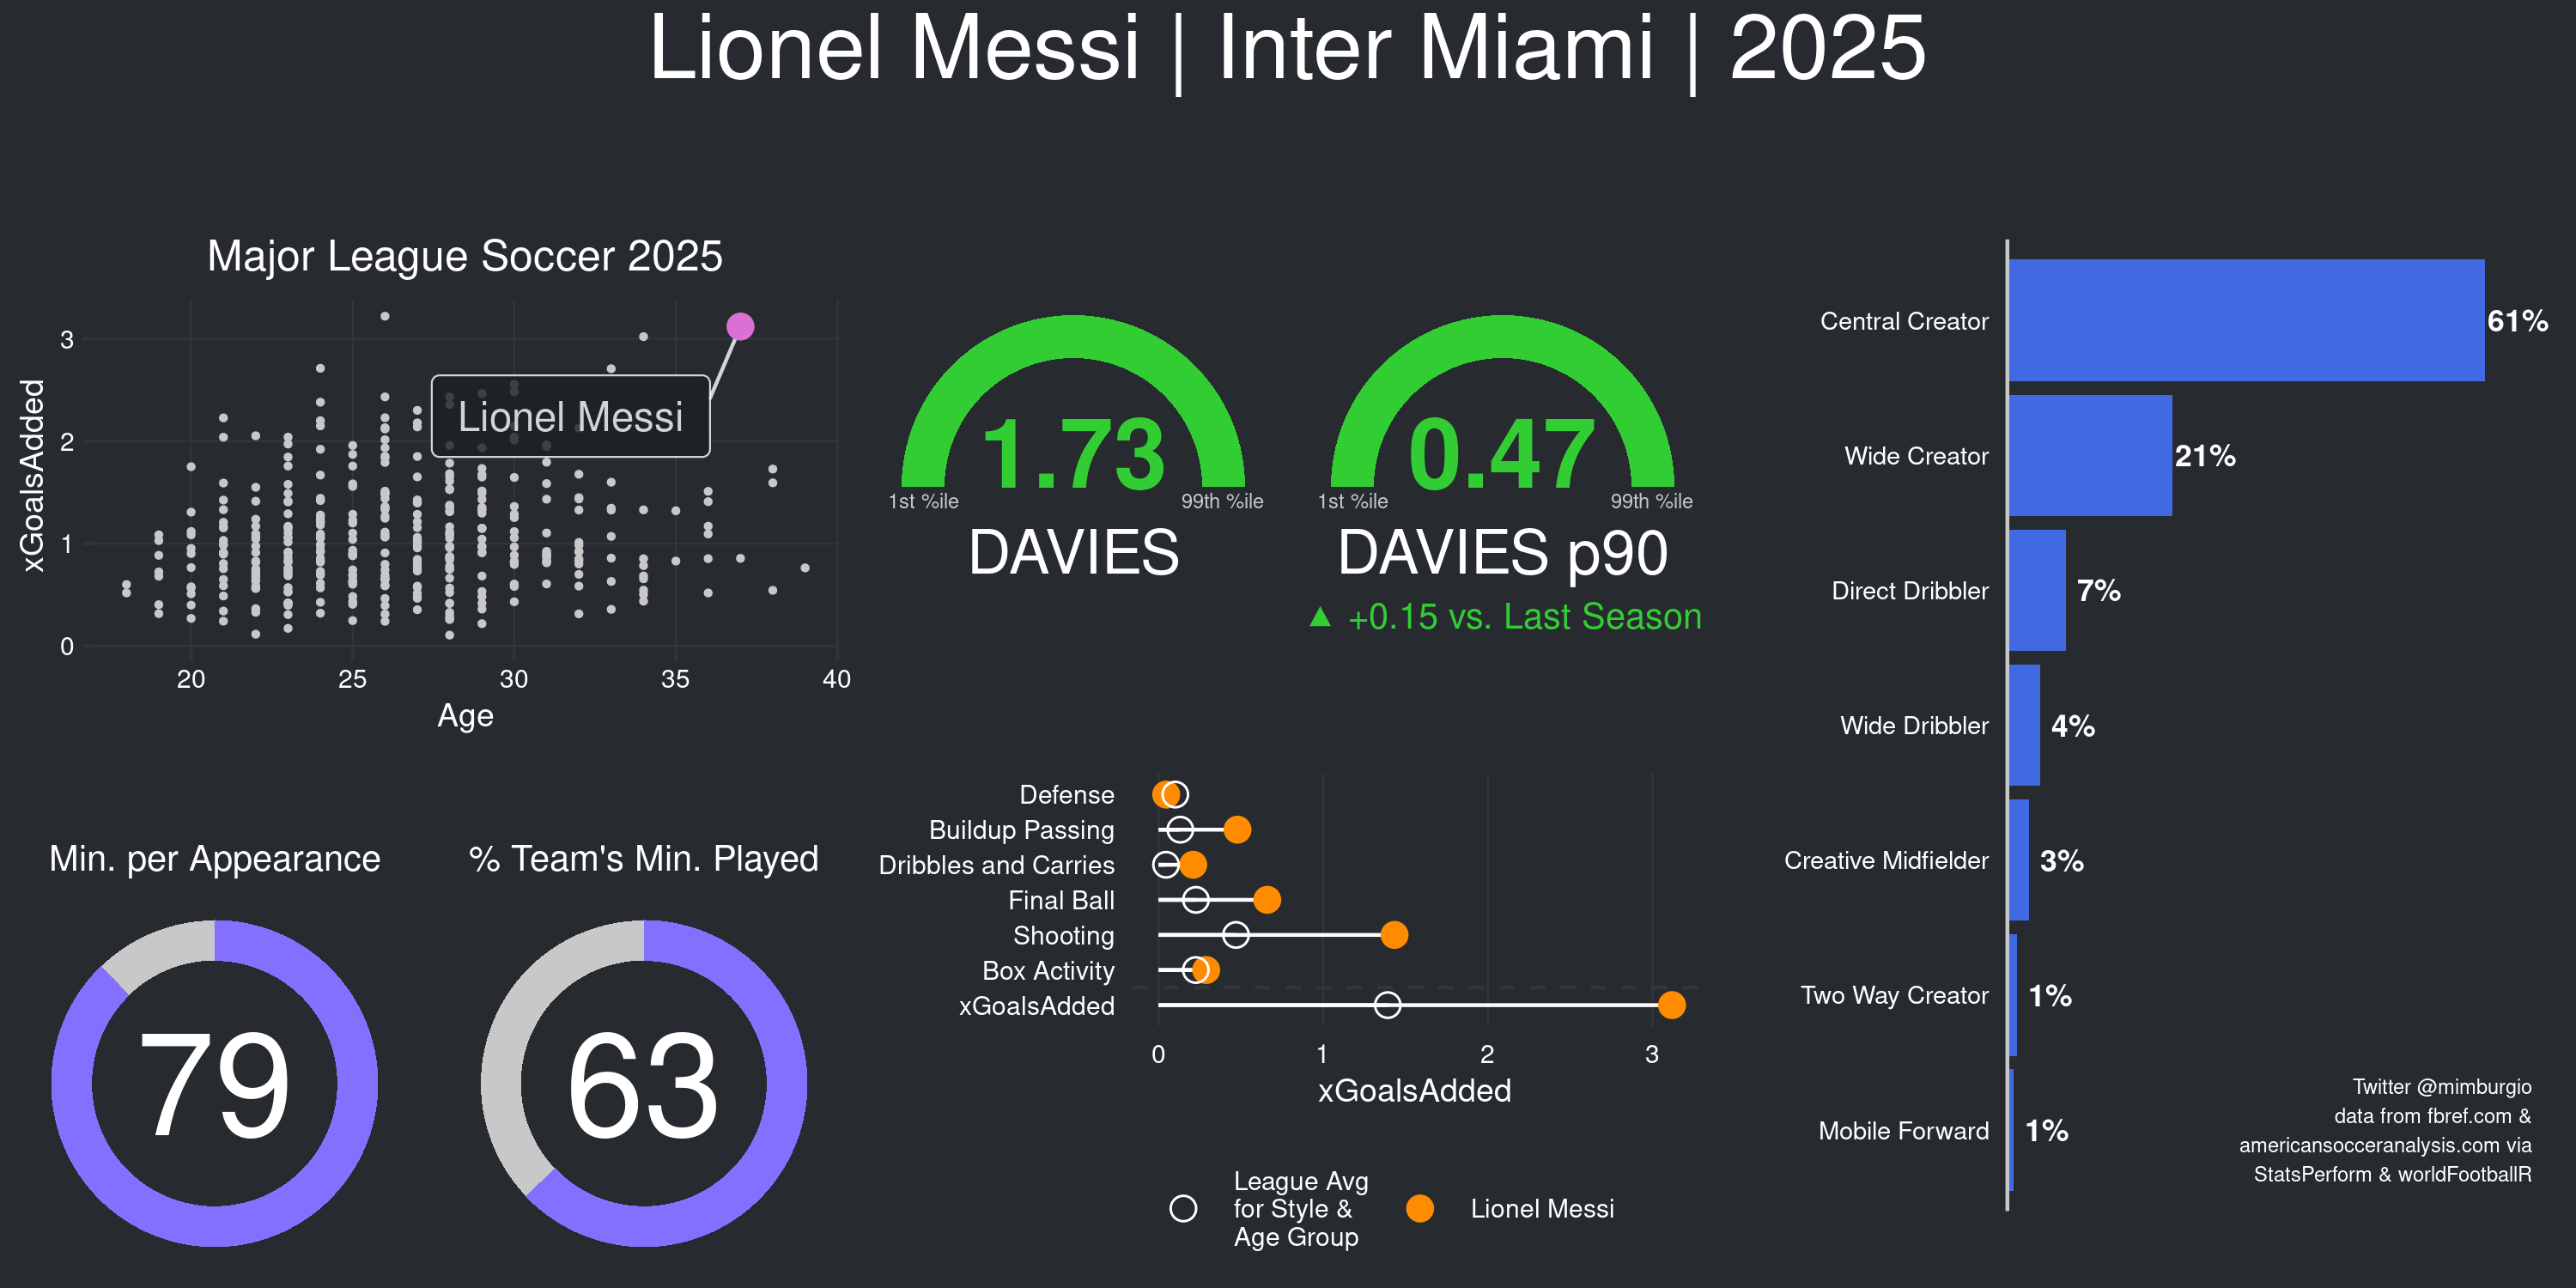 Lionel Messi | Inter Miami | 2025
Major League Soccer 2025
xGoalsAdded
3
2
1
0
Lionel Messi
20 25 30 35 40
Age
1.73
1st %ile 99th %ile
DAVIES
0.47
1st %ile 99th %ile
DAVIES p90
▲ +0.15 vs. Last Season
Min. per Appearance
79
% Team's Min. Played
63
Defense
Buildup Passing
Dribbles and Carries
Final Ball
Shooting
Box Activity
xGoalsAdded
0 1 2 3
xGoalsAdded
League Avg
for Style &
Age Group
Lionel Messi
Central Creator 61%
Wide Creator 21%
Direct Dribbler 7%
Wide Dribbler 4%
Creative Midfielder 3%
Two Way Creator 1%
Mobile Forward 1%
Twitter @mimburgio
data from fbref.com &
americansocceranalysis.com via
StatsPerform & worldFootballR